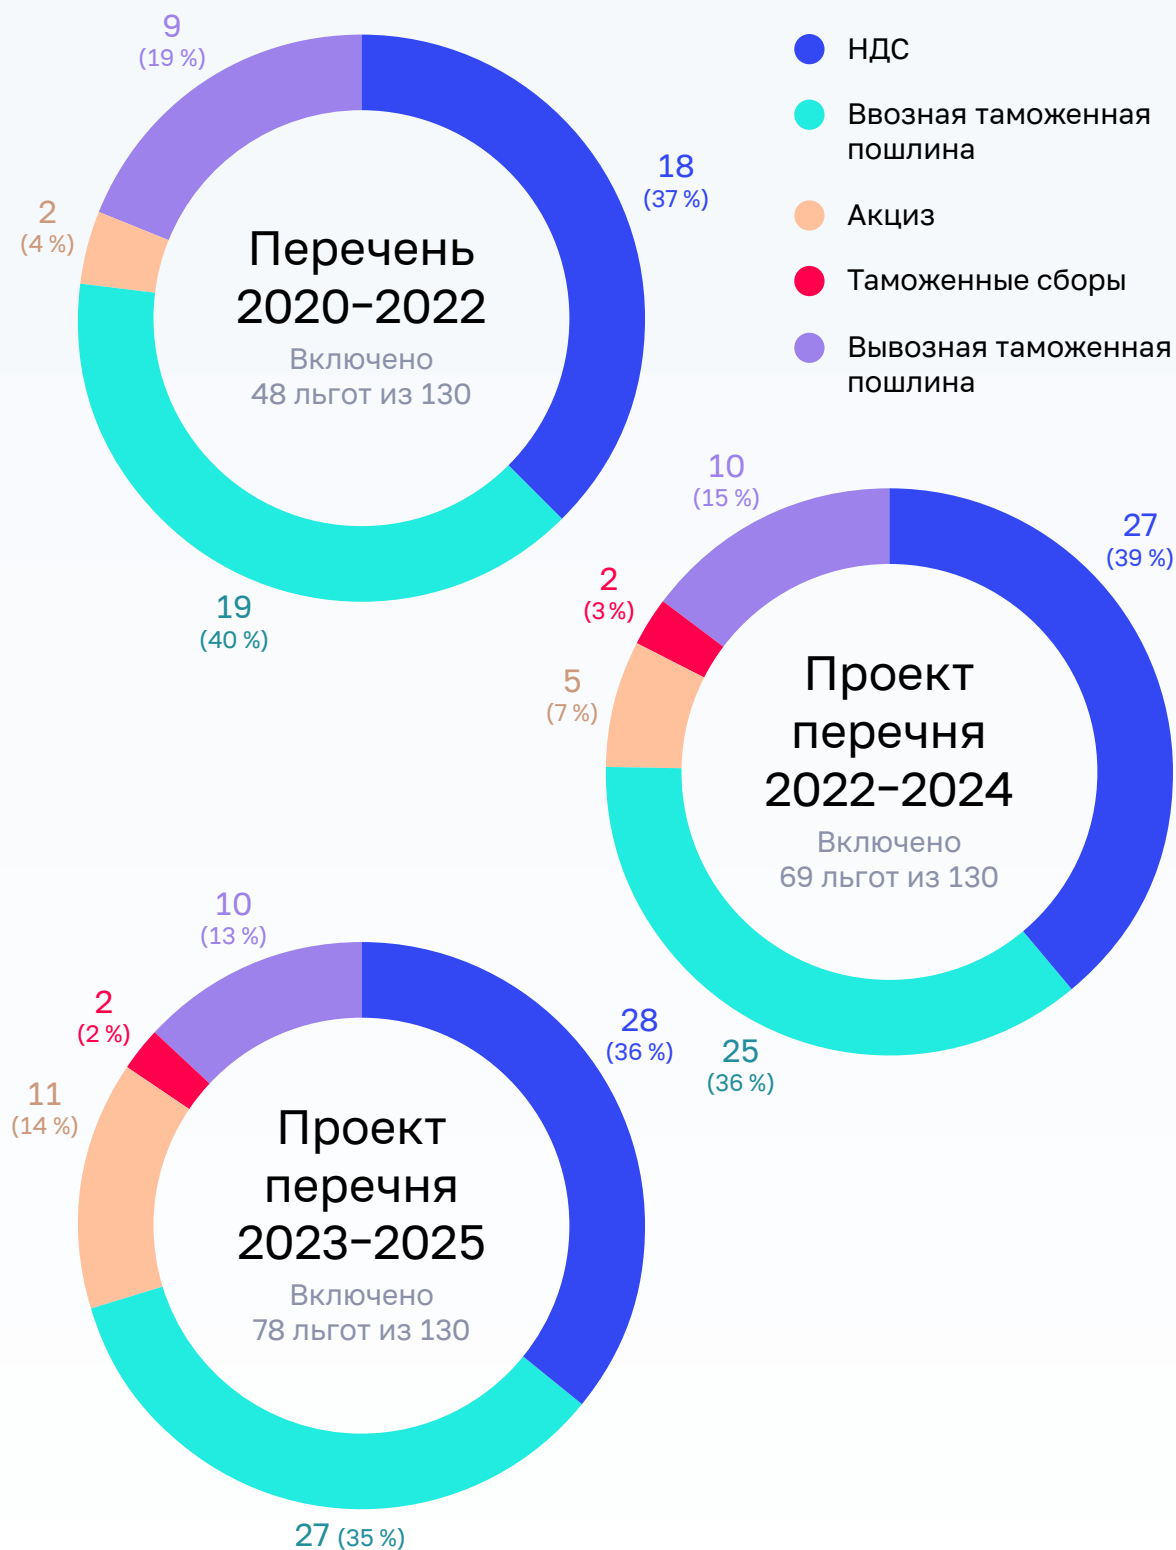 НДС
Ввозная таможенная
пошлина
Акциз
Таможенные сборы
Вывозная таможенная
пошлина
9
(19 %)
18
(37 %)
2
(4 %)
Перечень
2020–2022
Включено
48 льгот из 130
19
(40 %)
10
(15 %)
27
(39 %)
2
(3 %)
5
(7 %)
Проект
перечня
2022–2024
Включено
69 льгот из 130
25
(36 %)
10
(13 %)
28
(36 %)
2
(2 %)
11
(14 %)
Проект
перечня
2023–2025
Включено
78 льгот из 130
27 (35 %)